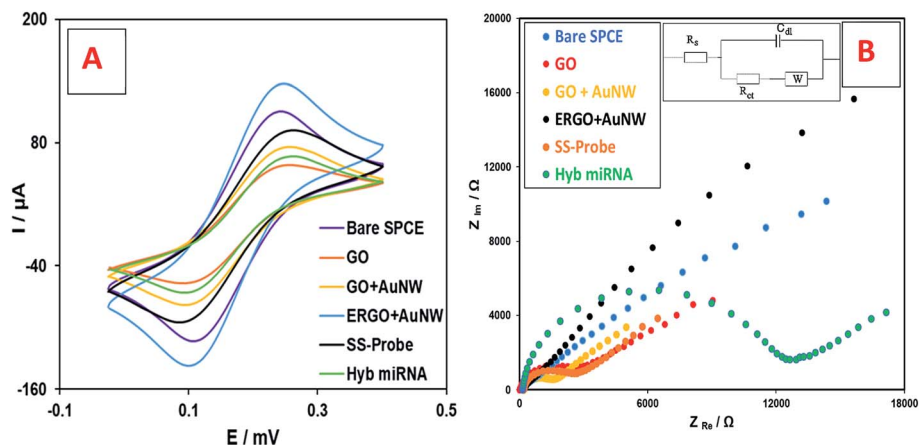 A
200
80
-40
-160
I / µA
-0.1
0.1
0.3
0.5
E / mV
Bare SPCE
GO
GO+AuNW
ERGO+AuNW
SS-Probe
Hyb miRNA
B
20000
16000
12000
8000
4000
0
Z Im / Ω
0
6000
12000
18000
Z Re / Ω
Bare SPCE
GO
GO + AuNW
ERGO+AuNW
SS-Probe
Hyb miRNA
Rs
Cdl
Rct
W